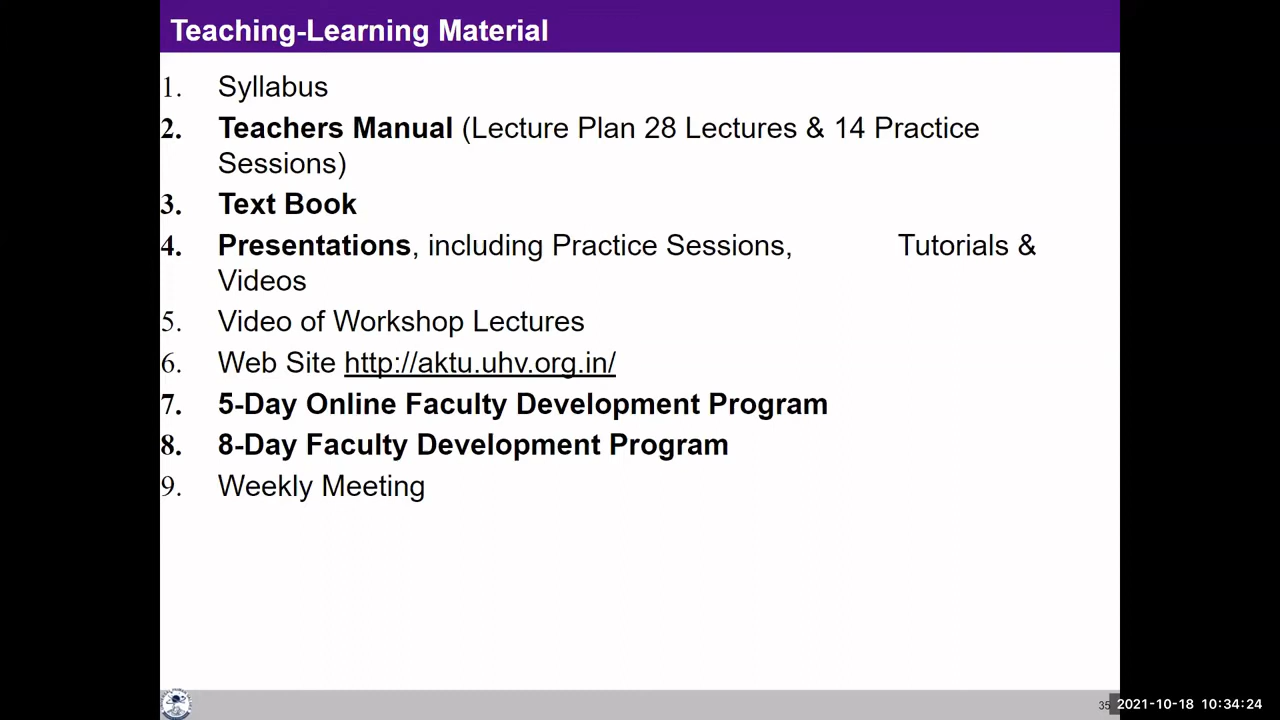 Teaching-Learning Material
1. Syllabus
2. Teachers Manual (Lecture Plan 28 Lectures & 14 Practice
Sessions)
3. Text Book
4. Presentations, including Practice Sessions, Tutorials &
Videos
5. Video of Workshop Lectures
6. Web Site http://aktu.uhv.org.in/
7. 5-Day Online Faculty Development Program
8. 8-Day Faculty Development Program
9. Weekly Meeting
35
2021-10-18 10:34:24